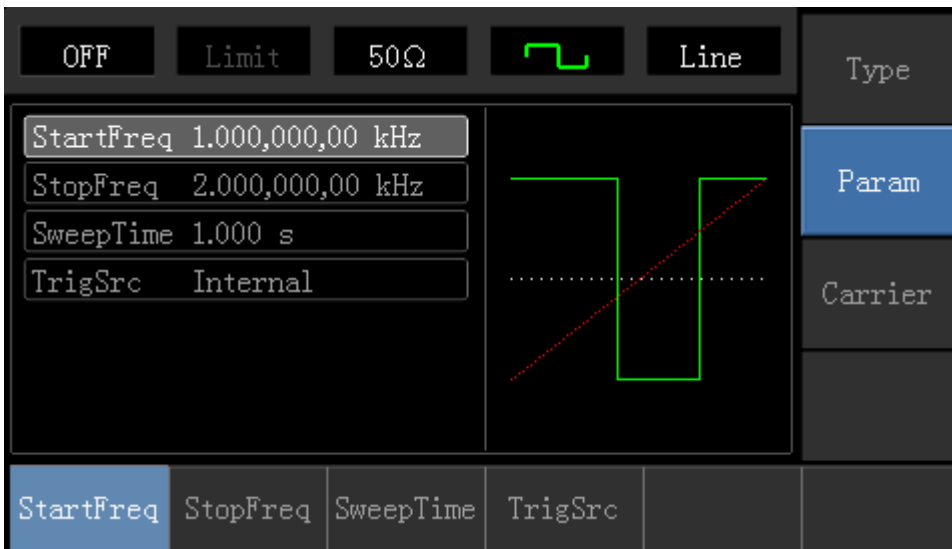 OFF Limit 50Ω Line
Type
StartFreq 1.000,000,00 kHz
StopFreq 2.000,000,00 kHz
Param
SweepTime 1.000 s
TrigSrc Internal
Carrier
StartFreq StopFreq SweepTime TrigSrc